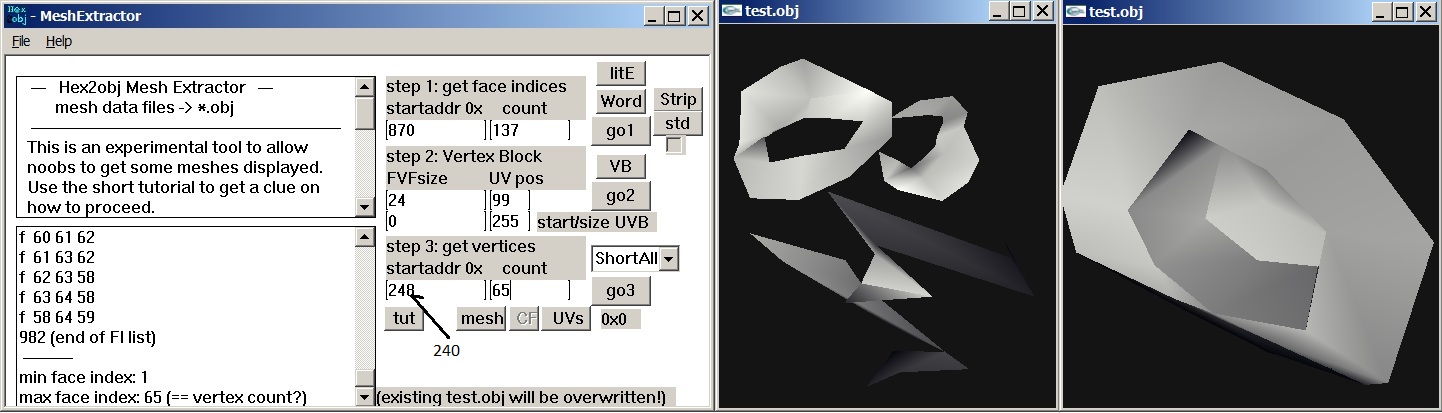 Hex
obj - MeshExtractor
File Help
— Hex2obj Mesh Extractor —
mesh data files -> *.obj
This is an experimental tool to allow
noobs to get some meshes displayed.
Use the short tutorial to get a clue on
how to proceed.
f 60 61 62
f 61 63 62
f 62 63 58
f 63 64 58
f 58 64 59
982 (end of FI list)
min face index: 1
max face index: 65 (== vertex count?)
step 1: get face indices
startaddr 0x count
870 137
litE
Word
go1
Strip
std
step 2: Vertex Block
FVFsize UV pos
24 99
0 255 start/size UVB
VB
go2
step 3: get vertices
startaddr 0x count
248 65
ShortAll
go3
tut mesh CF UVs 0x0
240
(existing test.obj will be overwritten!)
test.obj
test.obj